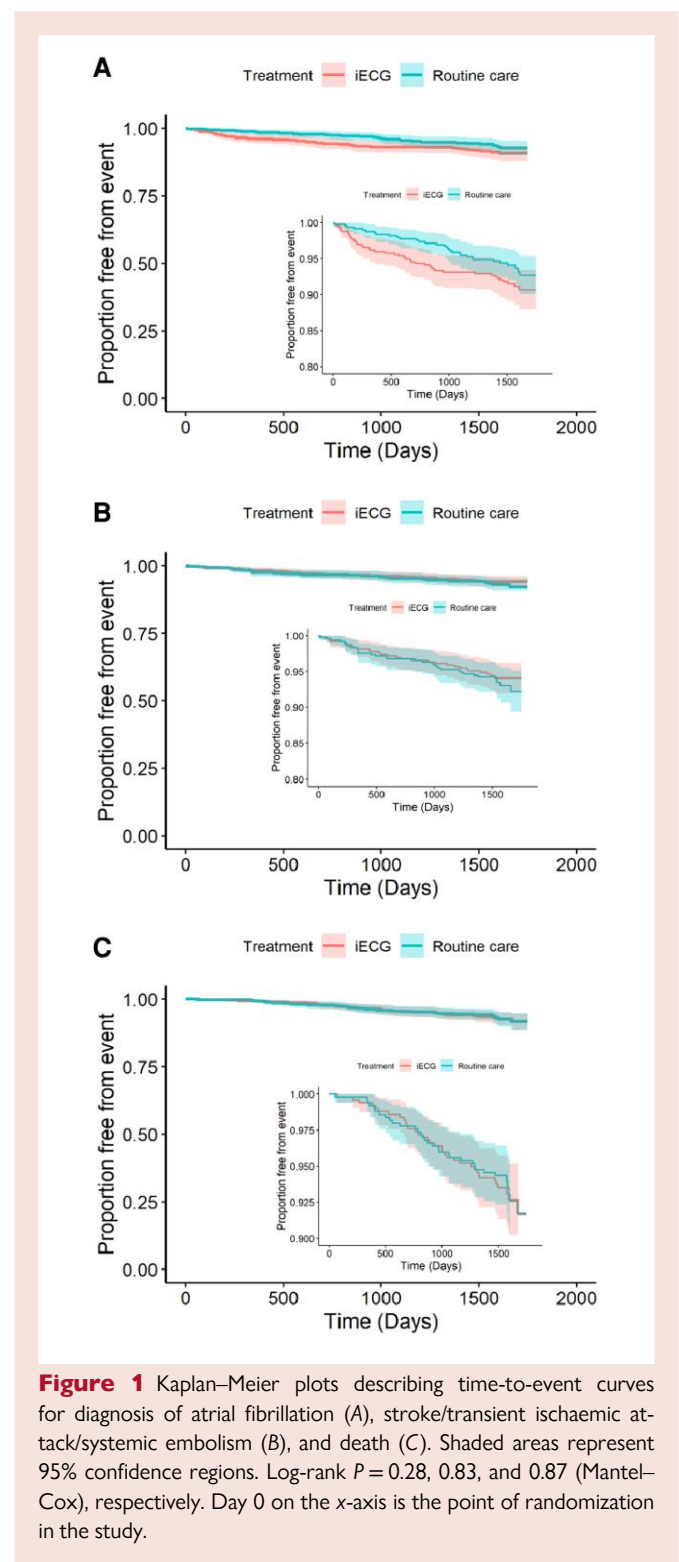 A
Treatment iECG Routine care
Proportion free from event
1.00
0.75
0.50
0.25
0.00
0 500 1000 1500 2000
Time (Days)
Treatment iECG Routine care
Proportion free from event
1.00
0.95
0.90
0.85
0.80
0 500 1000 1500
Time (Days)
B
Treatment iECG Routine care
Proportion free from event
1.00
0.75
0.50
0.25
0.00
0 500 1000 1500 2000
Time (Days)
Treatment iECG Routine care
Proportion free from event
1.00
0.95
0.90
0.85
0.80
0 500 1000 1500
Time (Days)
C
Treatment iECG Routine care
Proportion free from event
1.00
0.75
0.50
0.25
0.00
0 500 1000 1500 2000
Time (Days)
Treatment iECG Routine care
Proportion free from event
1.000
0.975
0.950
0.925
0.900
0 500 1000 1500
Time (Days)
Figure 1 Kaplan–Meier plots describing time-to-event curves
for diagnosis of atrial fibrillation (A), stroke/transient ischaemic at-
tack/systemic embolism (B), and death (C). Shaded areas represent
95% confidence regions. Log-rank P = 0.28, 0.83, and 0.87 (Mantel–
Cox), respectively. Day 0 on the x-axis is the point of randomization
in the study.